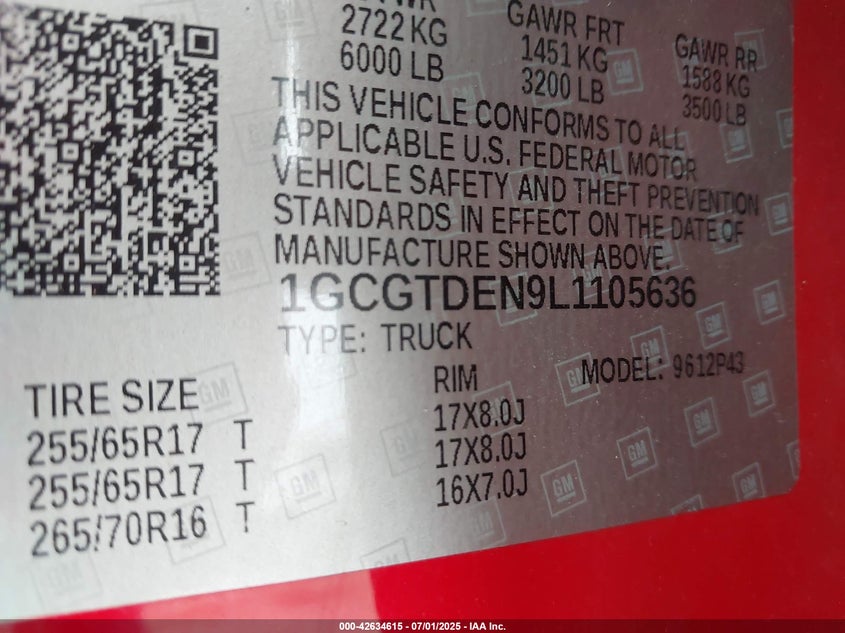 2722 KG
6000 LB
GAWR FRT
1451 KG
3200 LB
GAWR RR
1588 KG
3500 LB
THIS VEHICLE CONFORMS TO ALL
APPLICABLE U.S. FEDERAL MOTOR
VEHICLE SAFETY AND THEFT PREVENTION
STANDARDS IN EFFECT ON THE DATE OF
MANUFACTURE SHOWN ABOVE.
1GCGTDEN9L1105636
TYPE: TRUCK
MODEL: 9612P43
TIRE SIZE RIM
255/65R17 T 17X8.0J
255/65R17 T 17X8.0J
265/70R16 T 16X7.0J
000-42634615 - 07/01/2025 - IAA Inc.